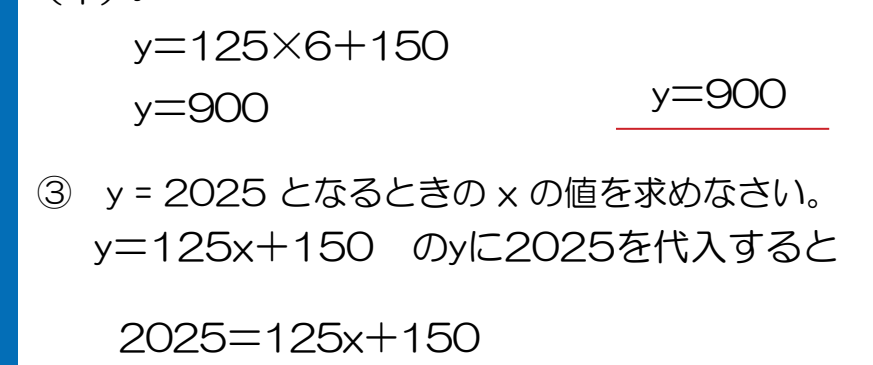 y=125×6+150
y=900
y=900
③ y = 2025 となるときの x の値を求めなさい。
y=125x+150 のyに2025を代入すると
2025=125x+150